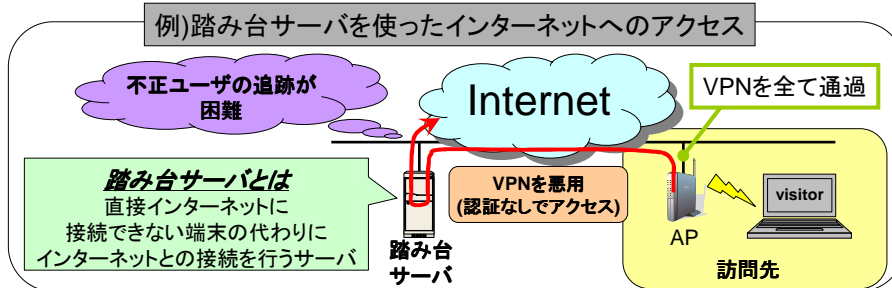 例)踏み台サーバを使ったインターネットへのアクセス
不正ユーザの追跡が
困難
Internet
VPNを全て通過
踏み台サーバとは
直接インターネットに
接続できない端末の代わりに
インターネットとの接続を行うサーバ
VPNを悪用
(認証なしでアクセス)
踏み台
サーバ
AP
visitor
訪問先